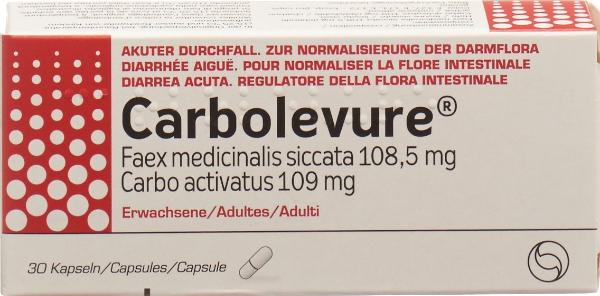 AKUTER DURCHFALL. ZUR NORMALISIERUNG DER DARMFLORA
DIARRHÉE AIGUË. POUR NORMALISER LA FLORE INTESTINALE
DIARREA ACUTA. REGULATORE DELLA FLORA INTESTINALE
Carbolevure®
Faex medicinalis siccata 108,5 mg
Carbo activatus 109 mg
Erwachsene/Adultes/Adulti
30 Kapseln/Capsules/Capsule